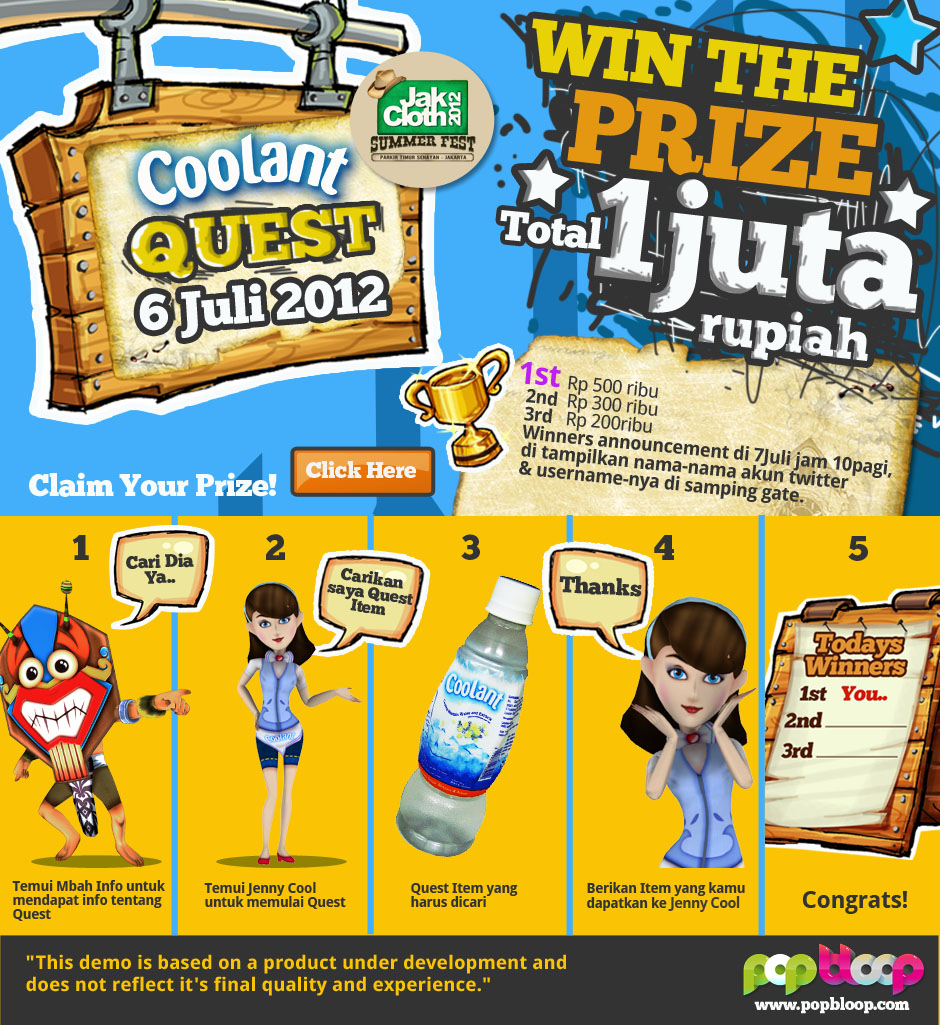 Jak
Cloth
2012
SUMMER FEST
PARKIR TIMUR SENAYAN - JAKARTA
Coolant
QUEST
6 Juli 2012
WIN THE
PRIZE
Total 1juta
rupiah
1st Rp 500 ribu
2nd Rp 300 ribu
3rd Rp 200ribu
Winners announcement di 7Juli jam 10pagi,
di tampilkan nama-nama akun twitter
& username-nya di samping gate.
Claim Your Prize!
Click Here
1
Cari Dia
Ya..
Temui Mbah Info untuk
mendapat info tentang
Quest
2
Carikan
saya Quest
Item
coolant
Temui Jenny Cool
untuk memulai Quest
3
Coolant
Quest Item yang
harus dicari
4
Thanks
Berikan Item yang kamu
dapatkan ke Jenny Cool
5
Todays
Winners
1st You..
2nd
3rd
Congrats!
"This demo is based on a product under development and
does not reflect it's final quality and experience."
popbloop
www.popbloop.com